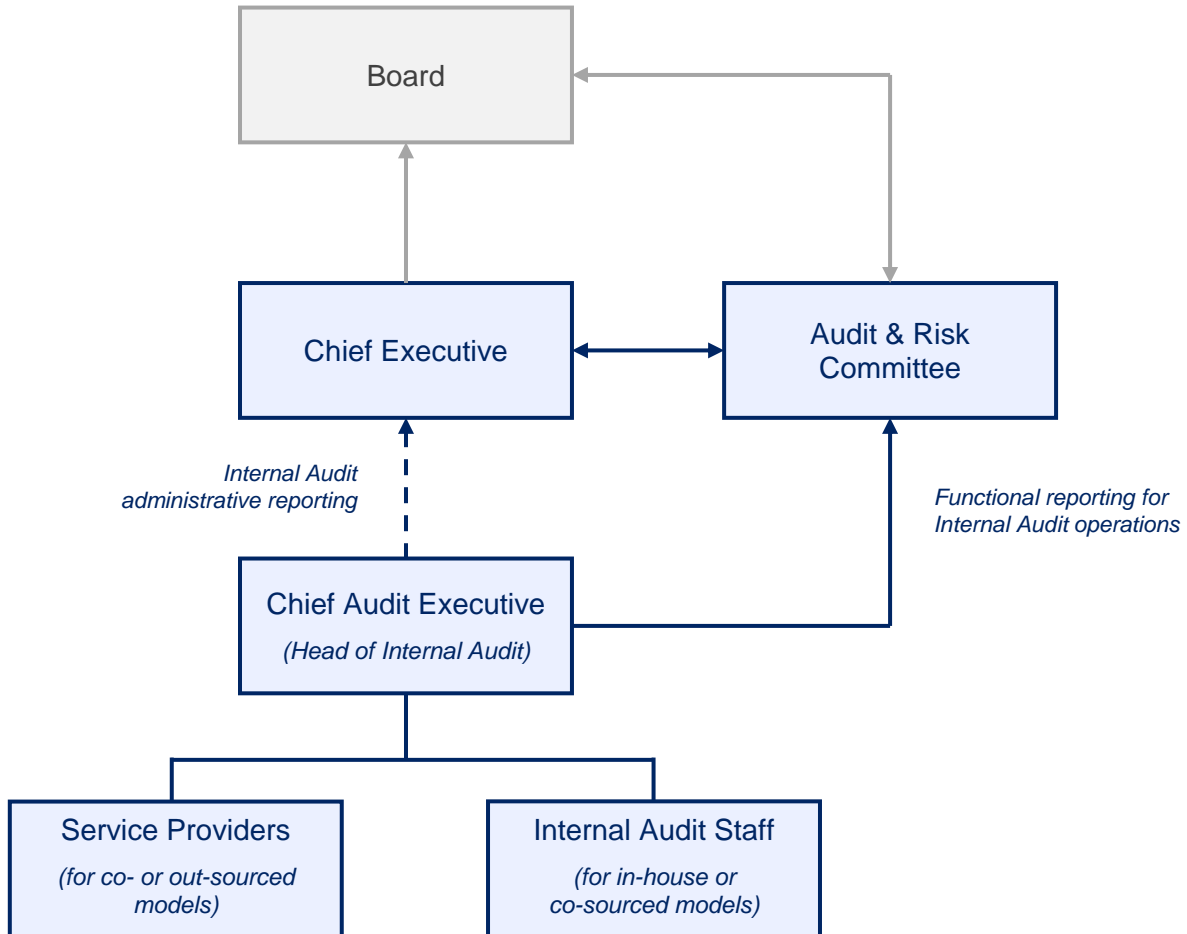 Board
Chief Executive
Audit & Risk
Committee
Internal Audit
administrative reporting
Functional reporting for
Internal Audit operations
Chief Audit Executive
(Head of Internal Audit)
Service Providers
(for co- or out-sourced
models)
Internal Audit Staff
(for in-house or
co-sourced models)